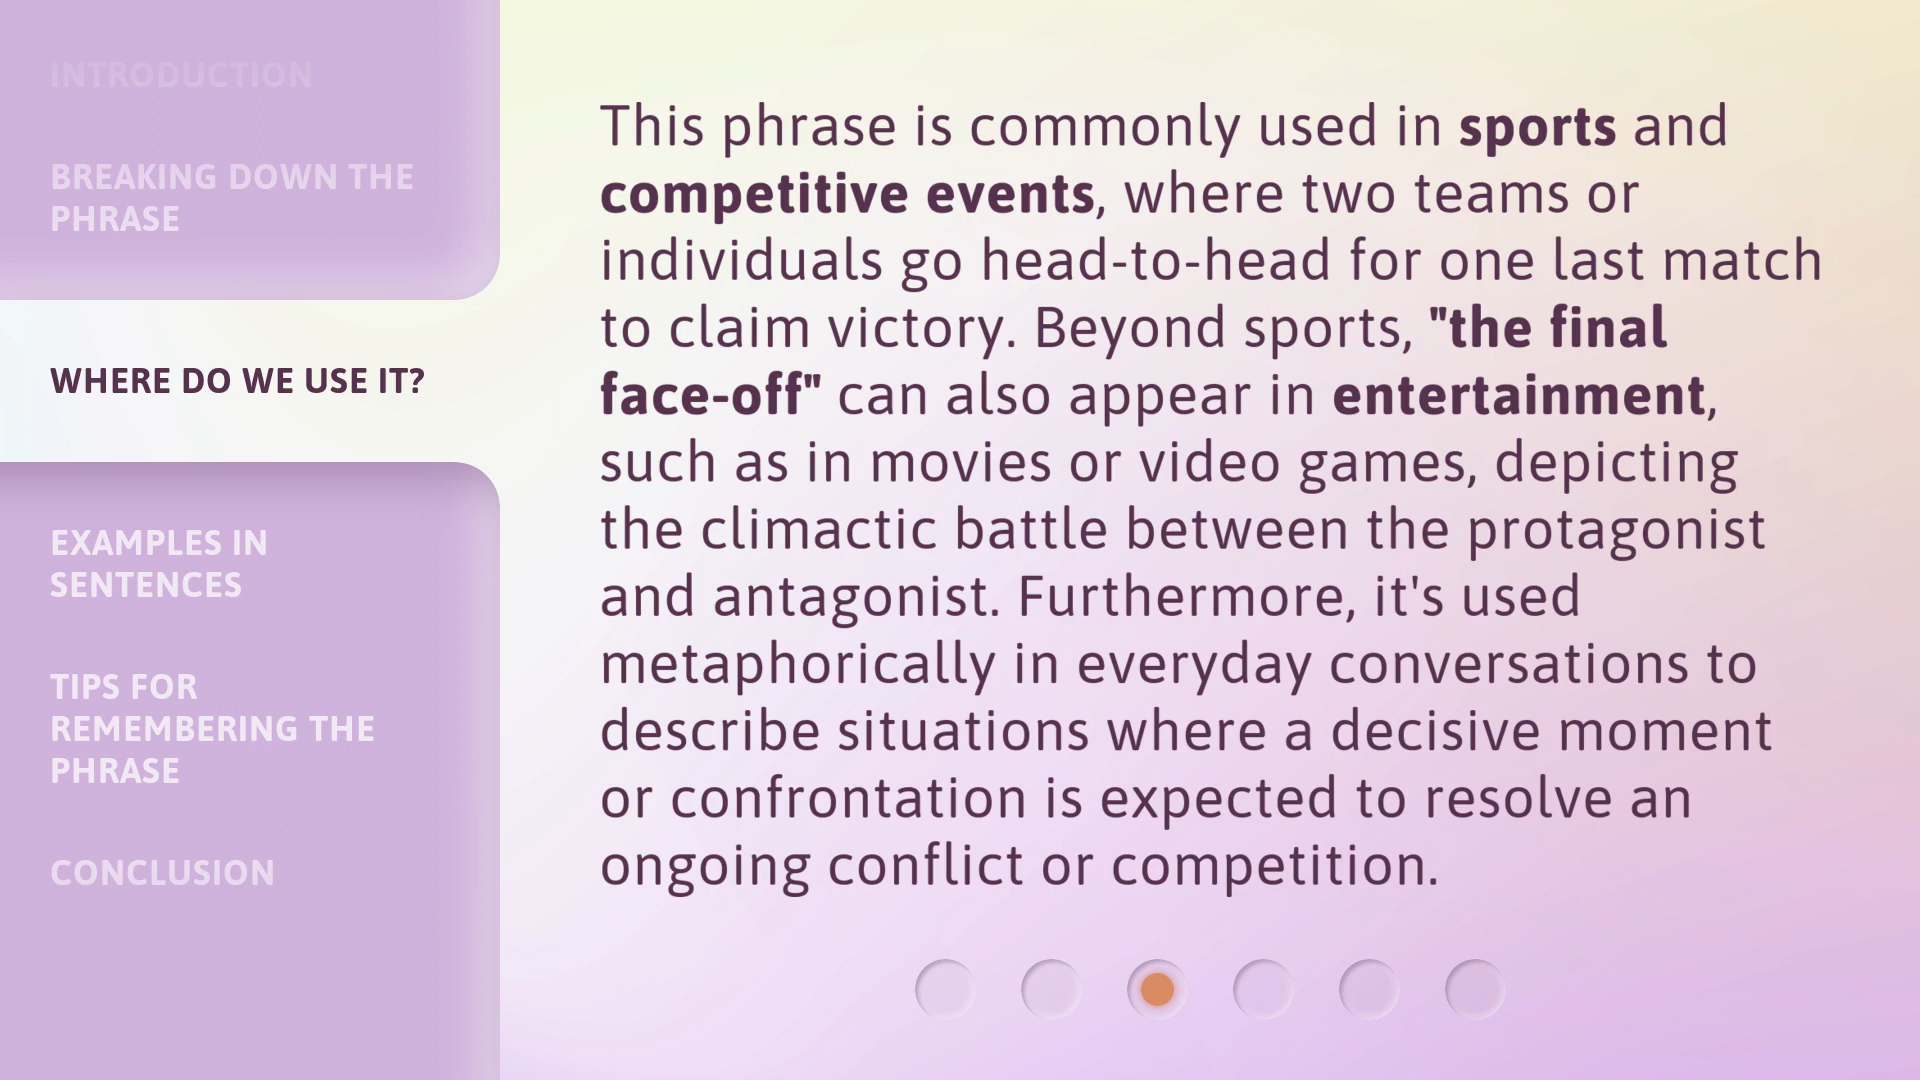 INTRODUCTION
BREAKING DOWN THE
PHRASE
WHERE DO WE USE IT?
EXAMPLES IN
SENTENCES
TIPS FOR
REMEMBERING THE
PHRASE
CONCLUSION
This phrase is commonly used in sports and
competitive events, where two teams or
individuals go head-to-head for one last match
to claim victory. Beyond sports, "the final
face-off" can also appear in entertainment,
such as in movies or video games, depicting
the climactic battle between the protagonist
and antagonist. Furthermore, it's used
metaphorically in everyday conversations to
describe situations where a decisive moment
or confrontation is expected to resolve an
ongoing conflict or competition.